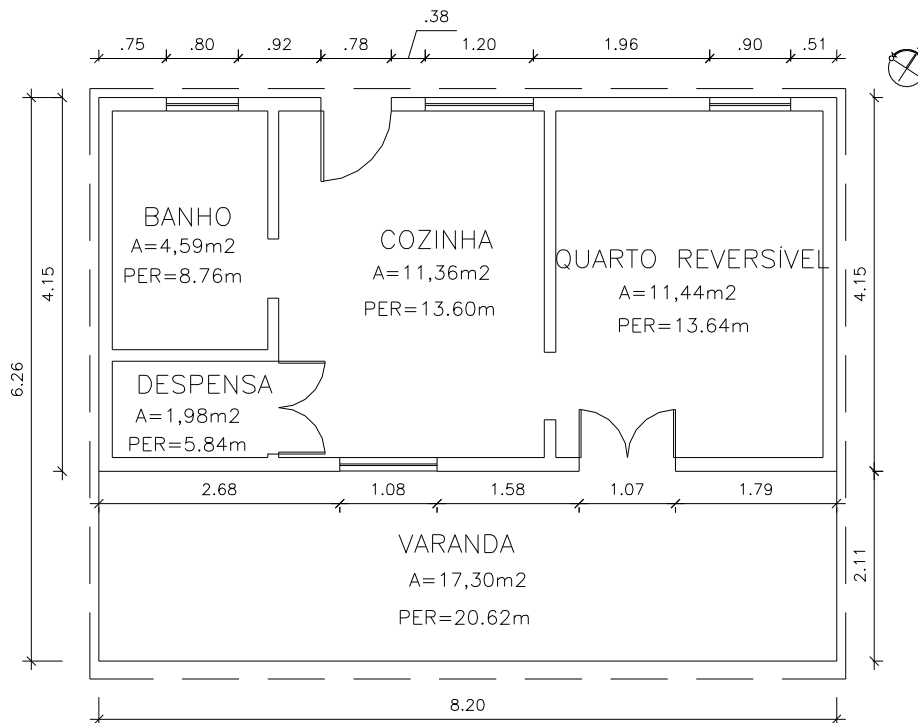 .38
.75 .80 .92 .78 1.20 1.96 .90 .51
BANHO
A=4,59m2
PER=8.76m
COZINHA
A=11,36m2
PER=13.60m
QUARTO REVERSÍVEL
A=11,44m2
PER=13.64m
4.15
4.15
6.26
DESPENSA
A=1,98m2
PER=5.84m
2.68 1.08 1.58 1.07 1.79
VARANDA
A=17,30m2
PER=20.62m
2.11
8.20